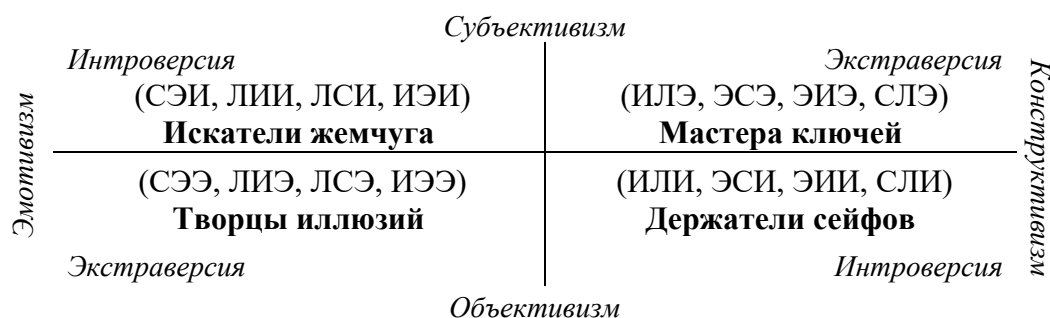 Субъективизм
Интроверсия
Экстраверсия
(СЭИ, ЛИИ, ЛСИ, ИЭИ)
(ИЛЭ, ЭСЭ, ЭИЭ, СЛЭ)
Искатели жемчуга
Мастера ключей
Эмотивизм
Конструктивизм
(СЭЭ, ЛИЭ, ЛСЭ, ИЭЭ)
(ИЛИ, ЭСИ, ЭИИ, СЛИ)
Творцы иллюзий
Держатели сейфов
Экстраверсия
Интроверсия
Объективизм